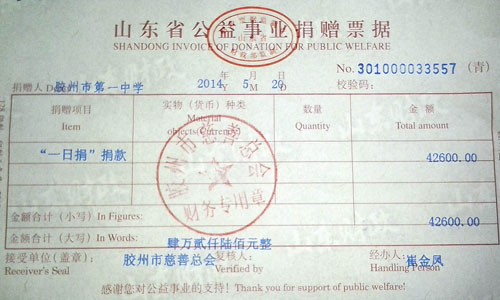 山东省公益事业捐赠票据
SHANDONG INVOICE OF DONATION FOR PUBLIC WELFARE
No. 301000033557 (青)
捐赠人 胶州市第一中学 2014 年 5 月 20 日 校验码:
Y M D
捐赠项目 实物 (货币) 种类 数量 金额
Item Material objects(Currency) Quantity Total amount
“一日捐”捐款 42600.00
金额合计 (小写) In Figures: 42600.00
金额合计 (大写) In Words: 肆万贰仟陆佰元整
接受单位 (盖章): 胶州市慈善总会 复核人: 经办人: 崔金凤
Receiver's Seal Verified by Handling Person
感谢您对公益事业的支持! Thank you for support of public welfare!
胶州市慈善总会
财务专用章